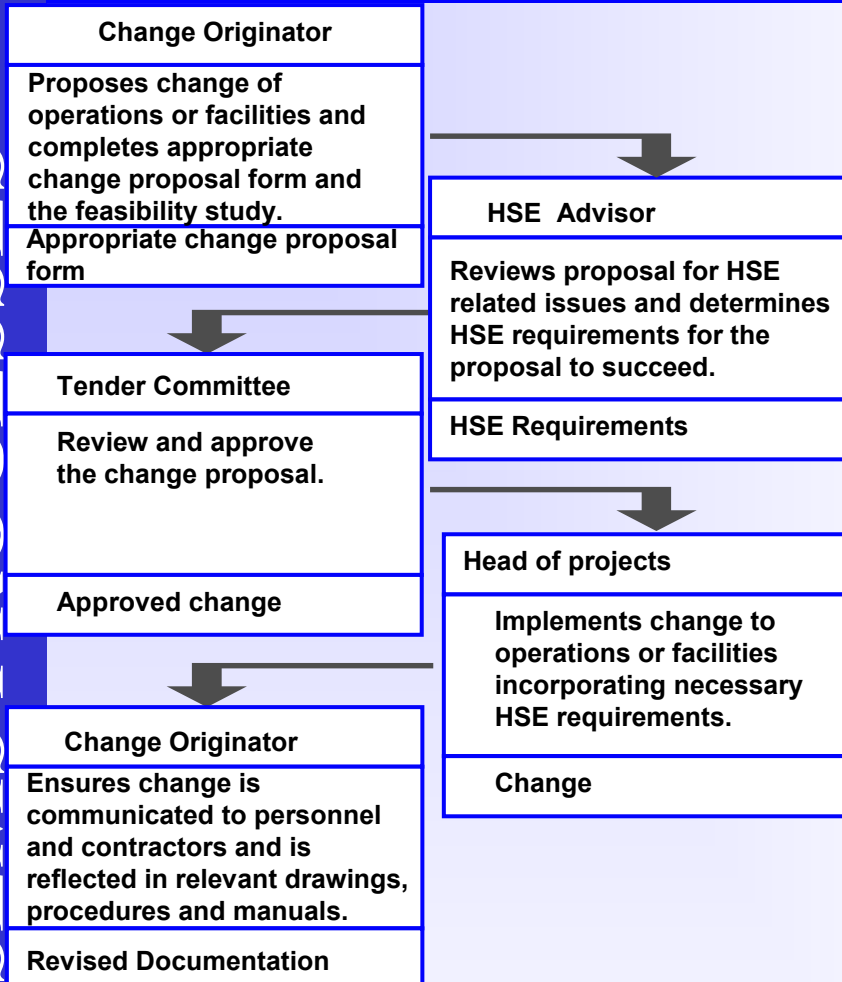 Change Originator
Proposes change of
operations or facilities and
completes appropriate
change proposal form and
the feasibility study.
Appropriate change proposal
form
HSE Advisor
Reviews proposal for HSE
related issues and determines
HSE requirements for the
proposal to succeed.
HSE Requirements
Tender Committee
Review and approve
the change proposal.
Approved change
Head of projects
Implements change to
operations or facilities
incorporating necessary
HSE requirements.
Change
Change Originator
Ensures change is
communicated to personnel
and contractors and is
reflected in relevant drawings,
procedures and manuals.
Revised Documentation